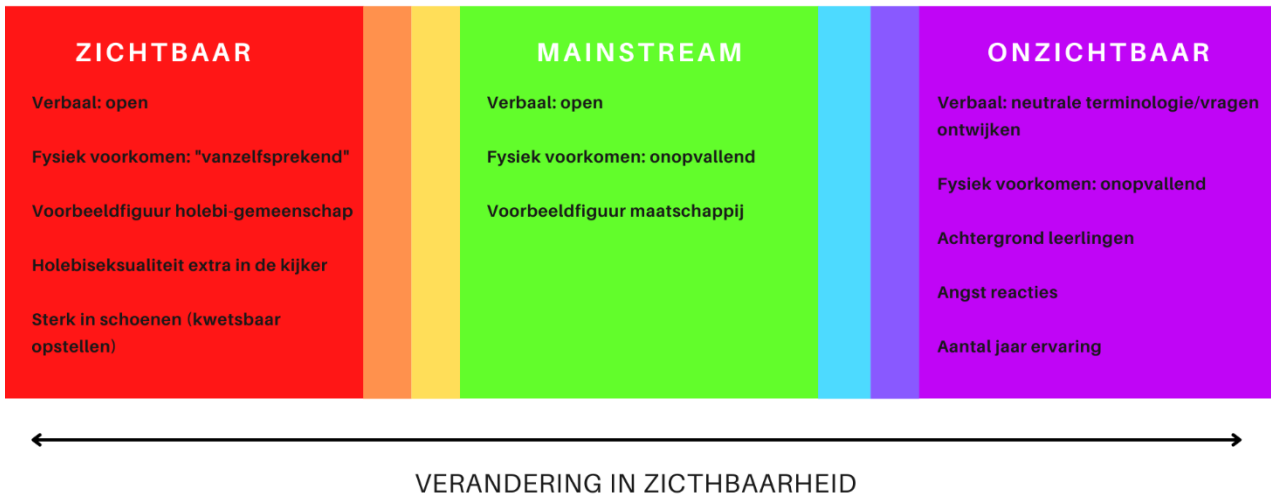 ZICHTBAAR
Verbaal: open
Fysiek voorkomen: "vanzelfsprekend"
Voorbeeldfiguur holebi-gemeenschap
Holebiseksualiteit extra in de kijker
Sterk in schoenen (kwetsbaar
opstellen)
MAINSTREAM
Verbaal: open
Fysiek voorkomen: onopvallend
Voorbeeldfiguur maatschappij
ONZICHTBAAR
Verbaal: neutrale terminologie/vragen
ontwijken
Fysiek voorkomen: onopvallend
Achtergrond leerlingen
Angst reacties
Aantal jaar ervaring
VERANDERING IN ZICTHBAARHEID